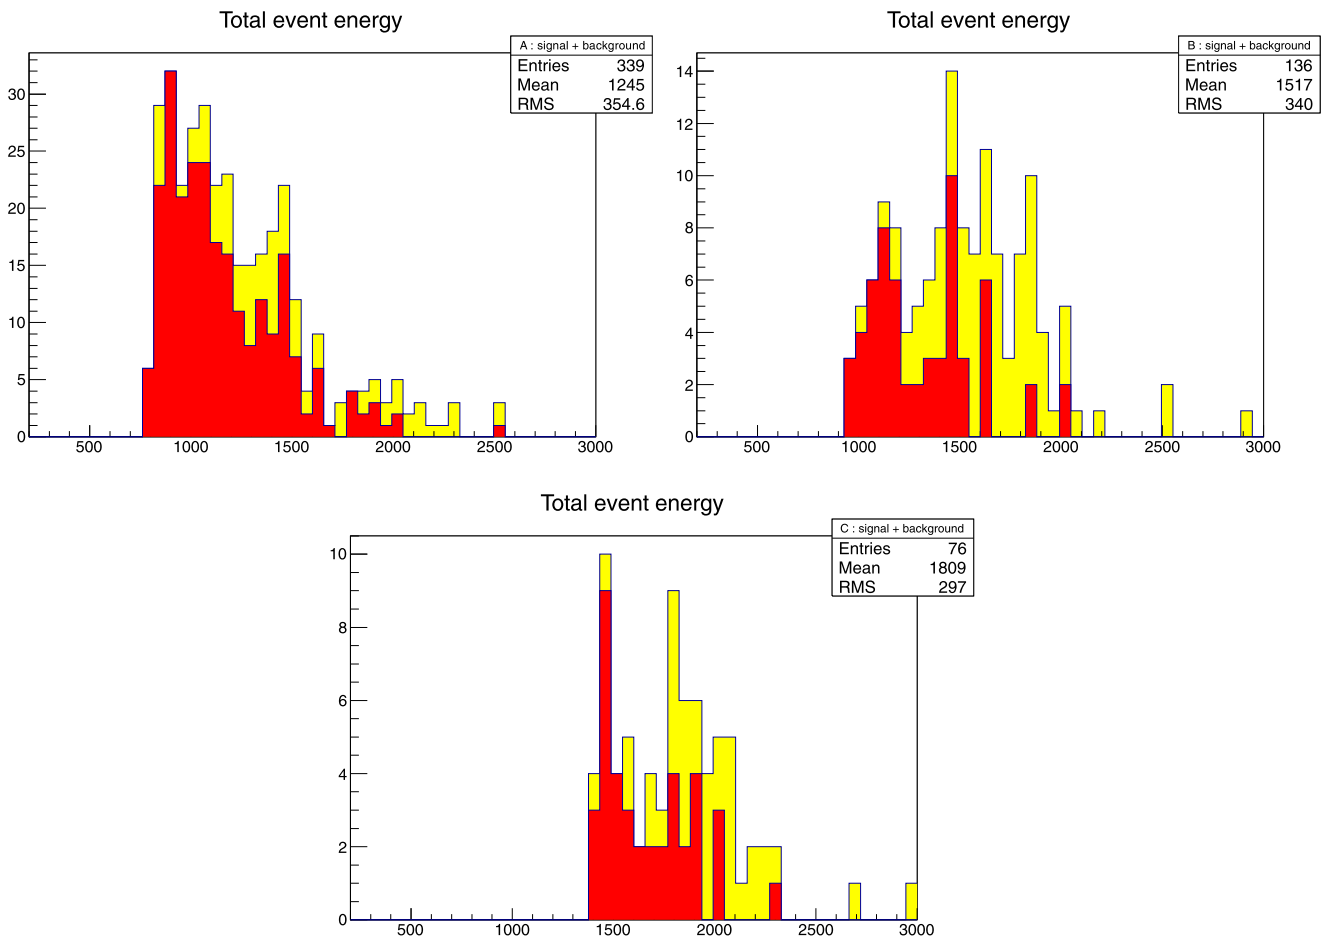 Total event energy
A : signal + background
Entries 339
Mean 1245
RMS 354.6
30
25
20
15
10
5
0
500 1000 1500 2000 2500 3000
Total event energy
B : signal + background
Entries 136
Mean 1517
RMS 340
14
12
10
8
6
4
2
0
500 1000 1500 2000 2500 3000
Total event energy
C : signal + background
Entries 76
Mean 1809
RMS 297
10
8
6
4
2
0
500 1000 1500 2000 2500 3000